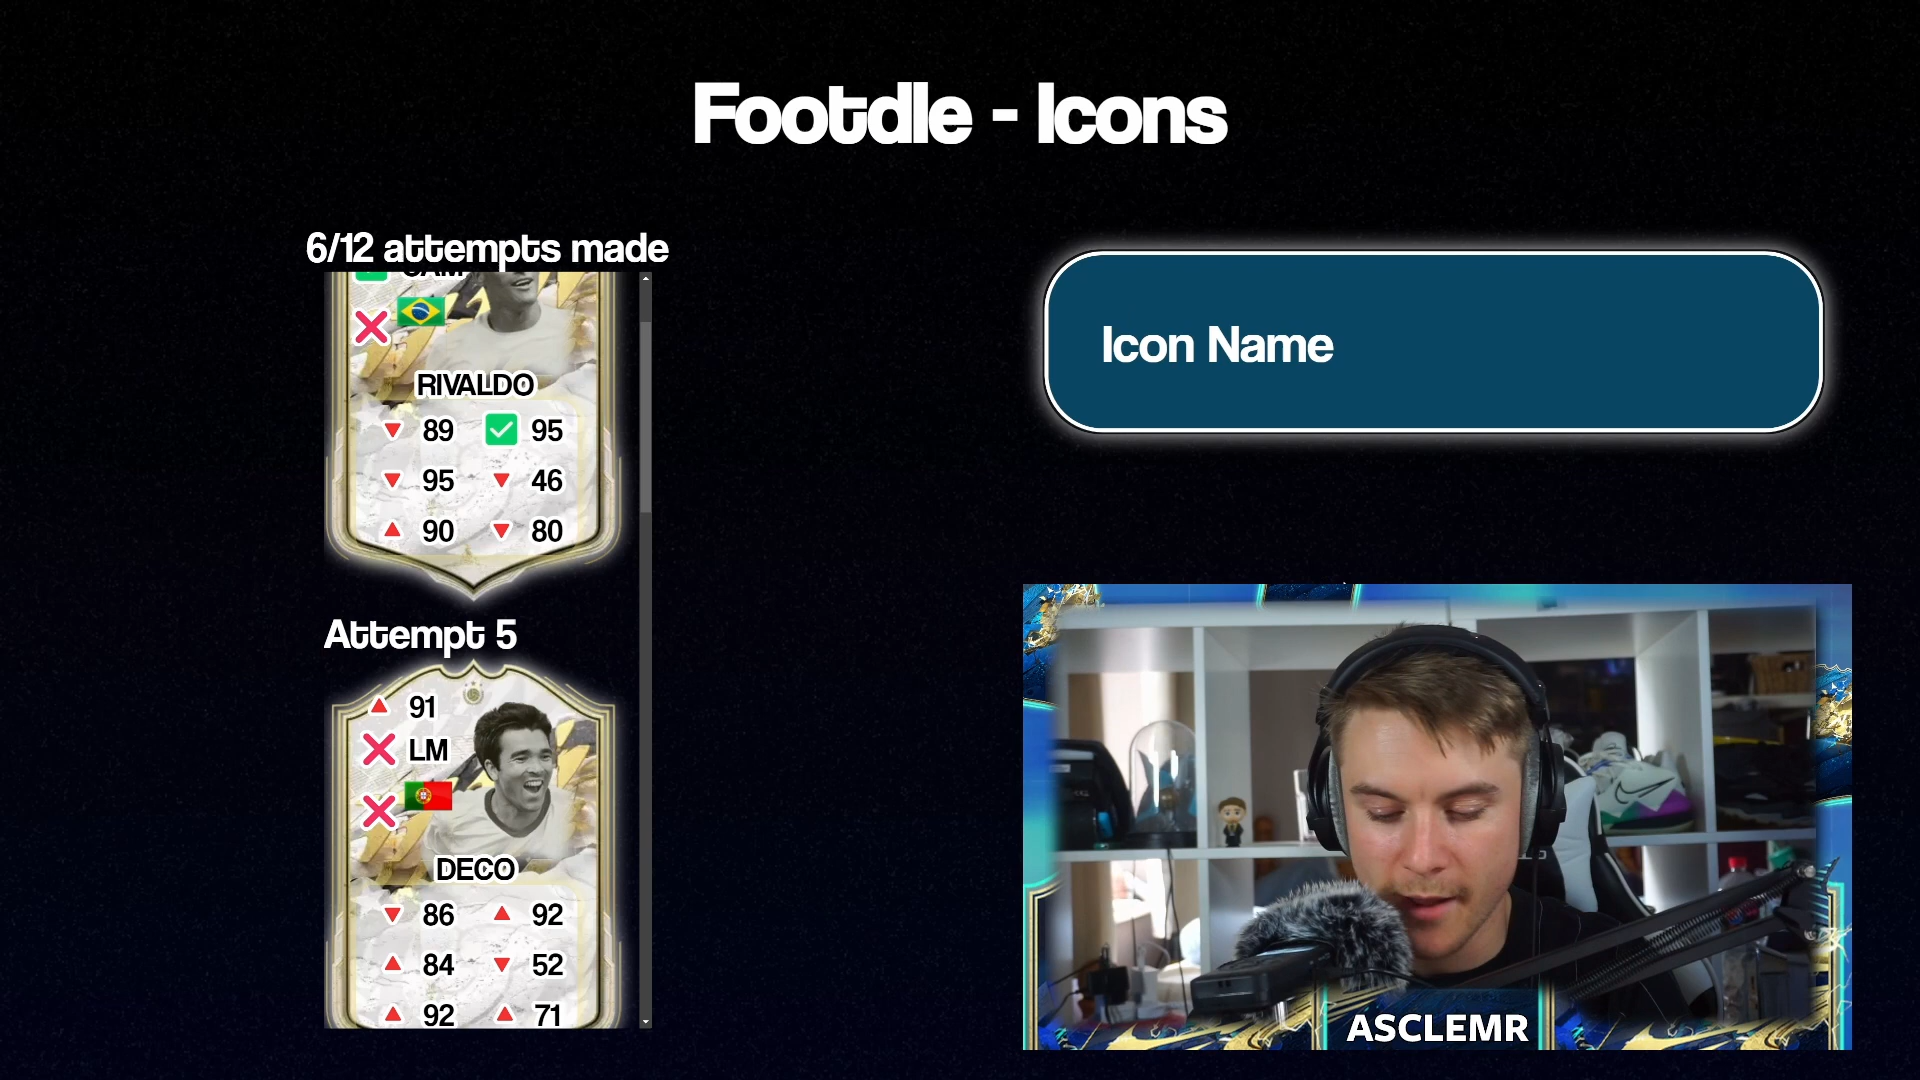 Footdle - Icons
6/12 attempts made
CAM
RIVALDO
89 95
95 46
90 80
Attempt 5
91
LM
DECO
86 92
84 52
92 71
Icon Name
ASCLEMR